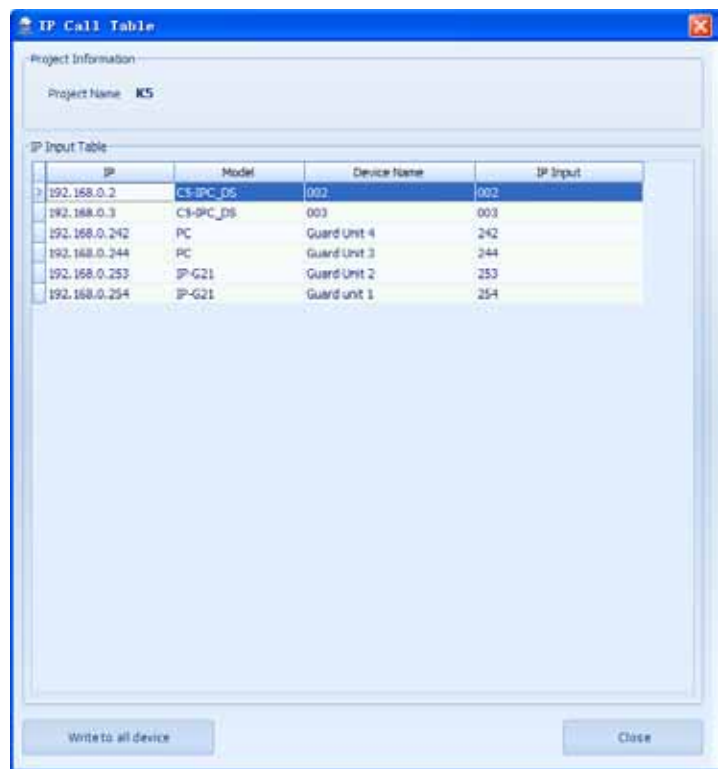 IP Call Table
Project Information
Project Name K5
IP Input Table
IP Model Device Name IP Input
192.168.0.2 CS-IPC_DS 002 002
192.168.0.3 CS-IPC_DS 003 003
192.168.0.242 PC Guard Unit 4 242
192.168.0.244 PC Guard Unit 3 244
192.168.0.253 IP-G21 Guard Unit 2 253
192.168.0.254 IP-G21 Guard unit 1 254
Write to all device Close